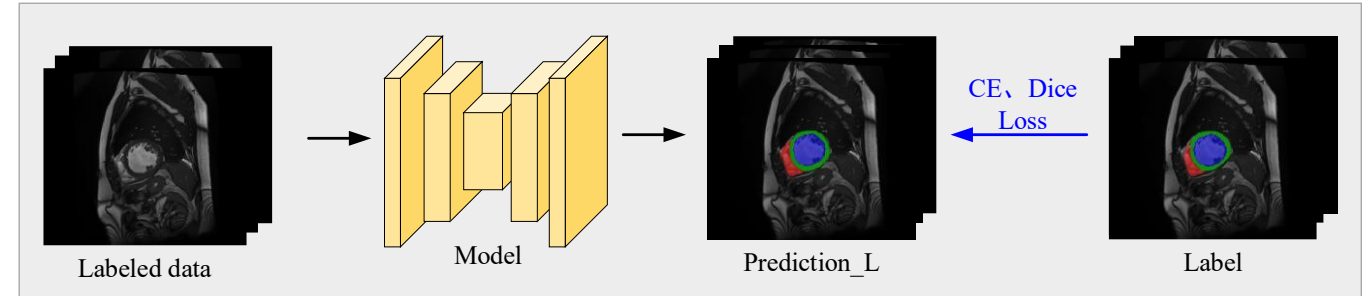 CE、Dice
Loss
Labeled data
Model
Prediction_L
Label